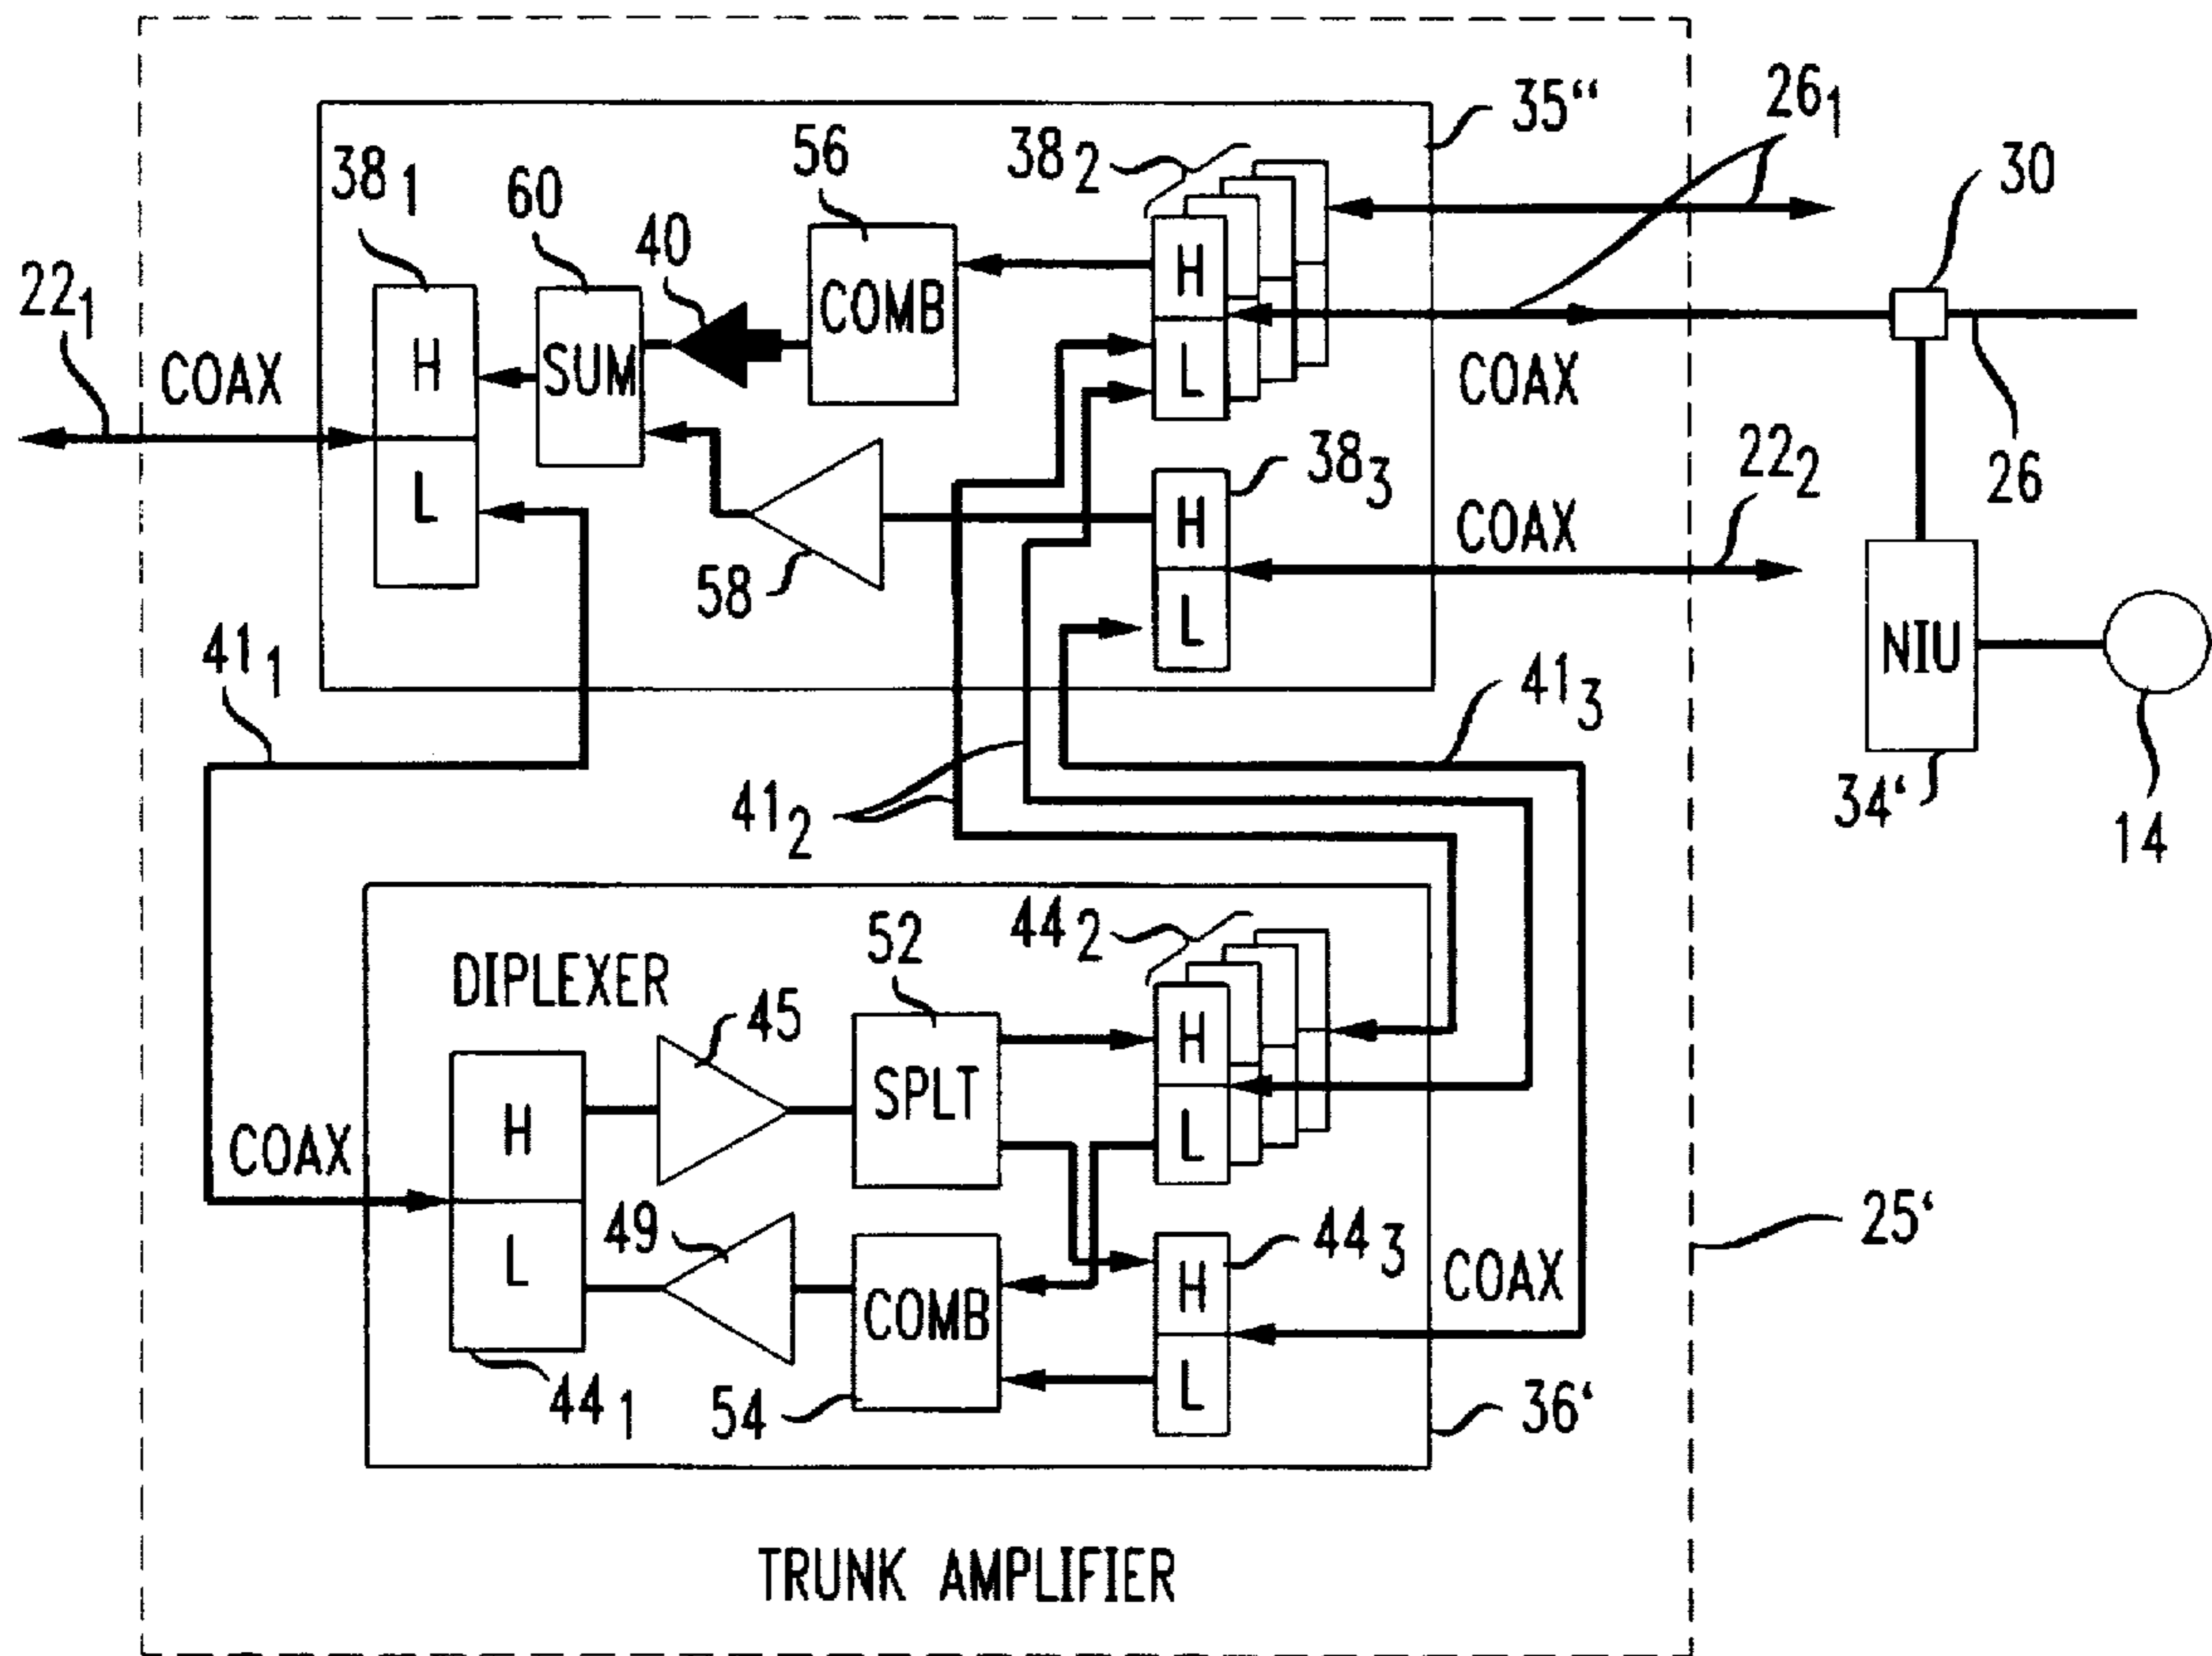 35“
26₁
38₂
56
30
38₁
60
40
COMB
H
22₁
COAX
H
SUM
L
COAX
22₂
26
38₃
L
H
COAX
58
L
NIU
41₁
41₃
41₂
34‘
14
44₂
52
DIPLEXER
45
H
SPLT
H
COAX
L
25‘
49
44₃
L
COMB
H
COAX
L
44₁
54
36‘
TRUNK AMPLIFIER